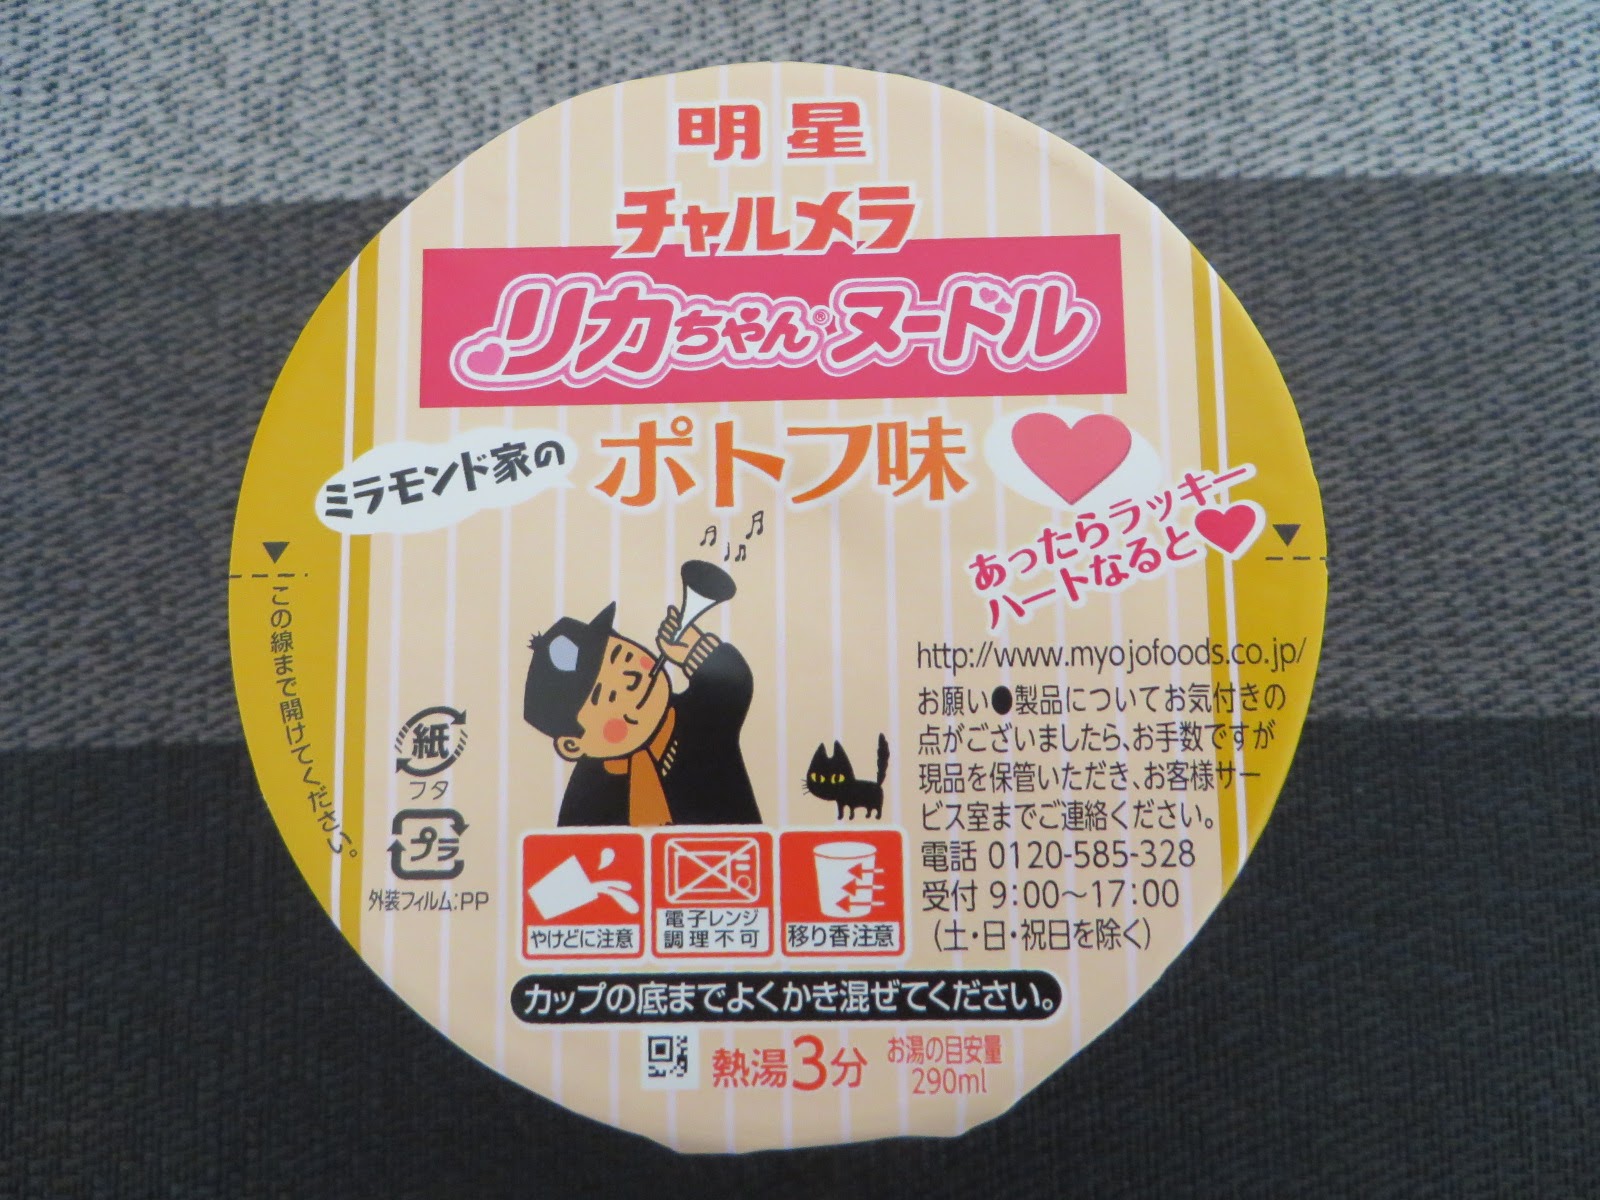 明星
チャルメラ
リカちゃん®ヌードル
ミラモンド家の
ポトフ味
あったらラッキー
ハートなると
この線まで開けてください。
http://www.myojofoods.co.jp/
お願い●製品についてお気付きの
点がございましたら、お手数ですが
現品を保管いただき、お客様サー
ビス室までご連絡ください。
電話 0120-585-328
受付 9:00～17:00
(土・日・祝日を除く)
紙
フタ
プラ
外装フィルム:PP
やけどに注意
電子レンジ
調理不可
移り香注意
カップの底までよくかき混ぜてください。
熱湯3分
お湯の目安量
290ml